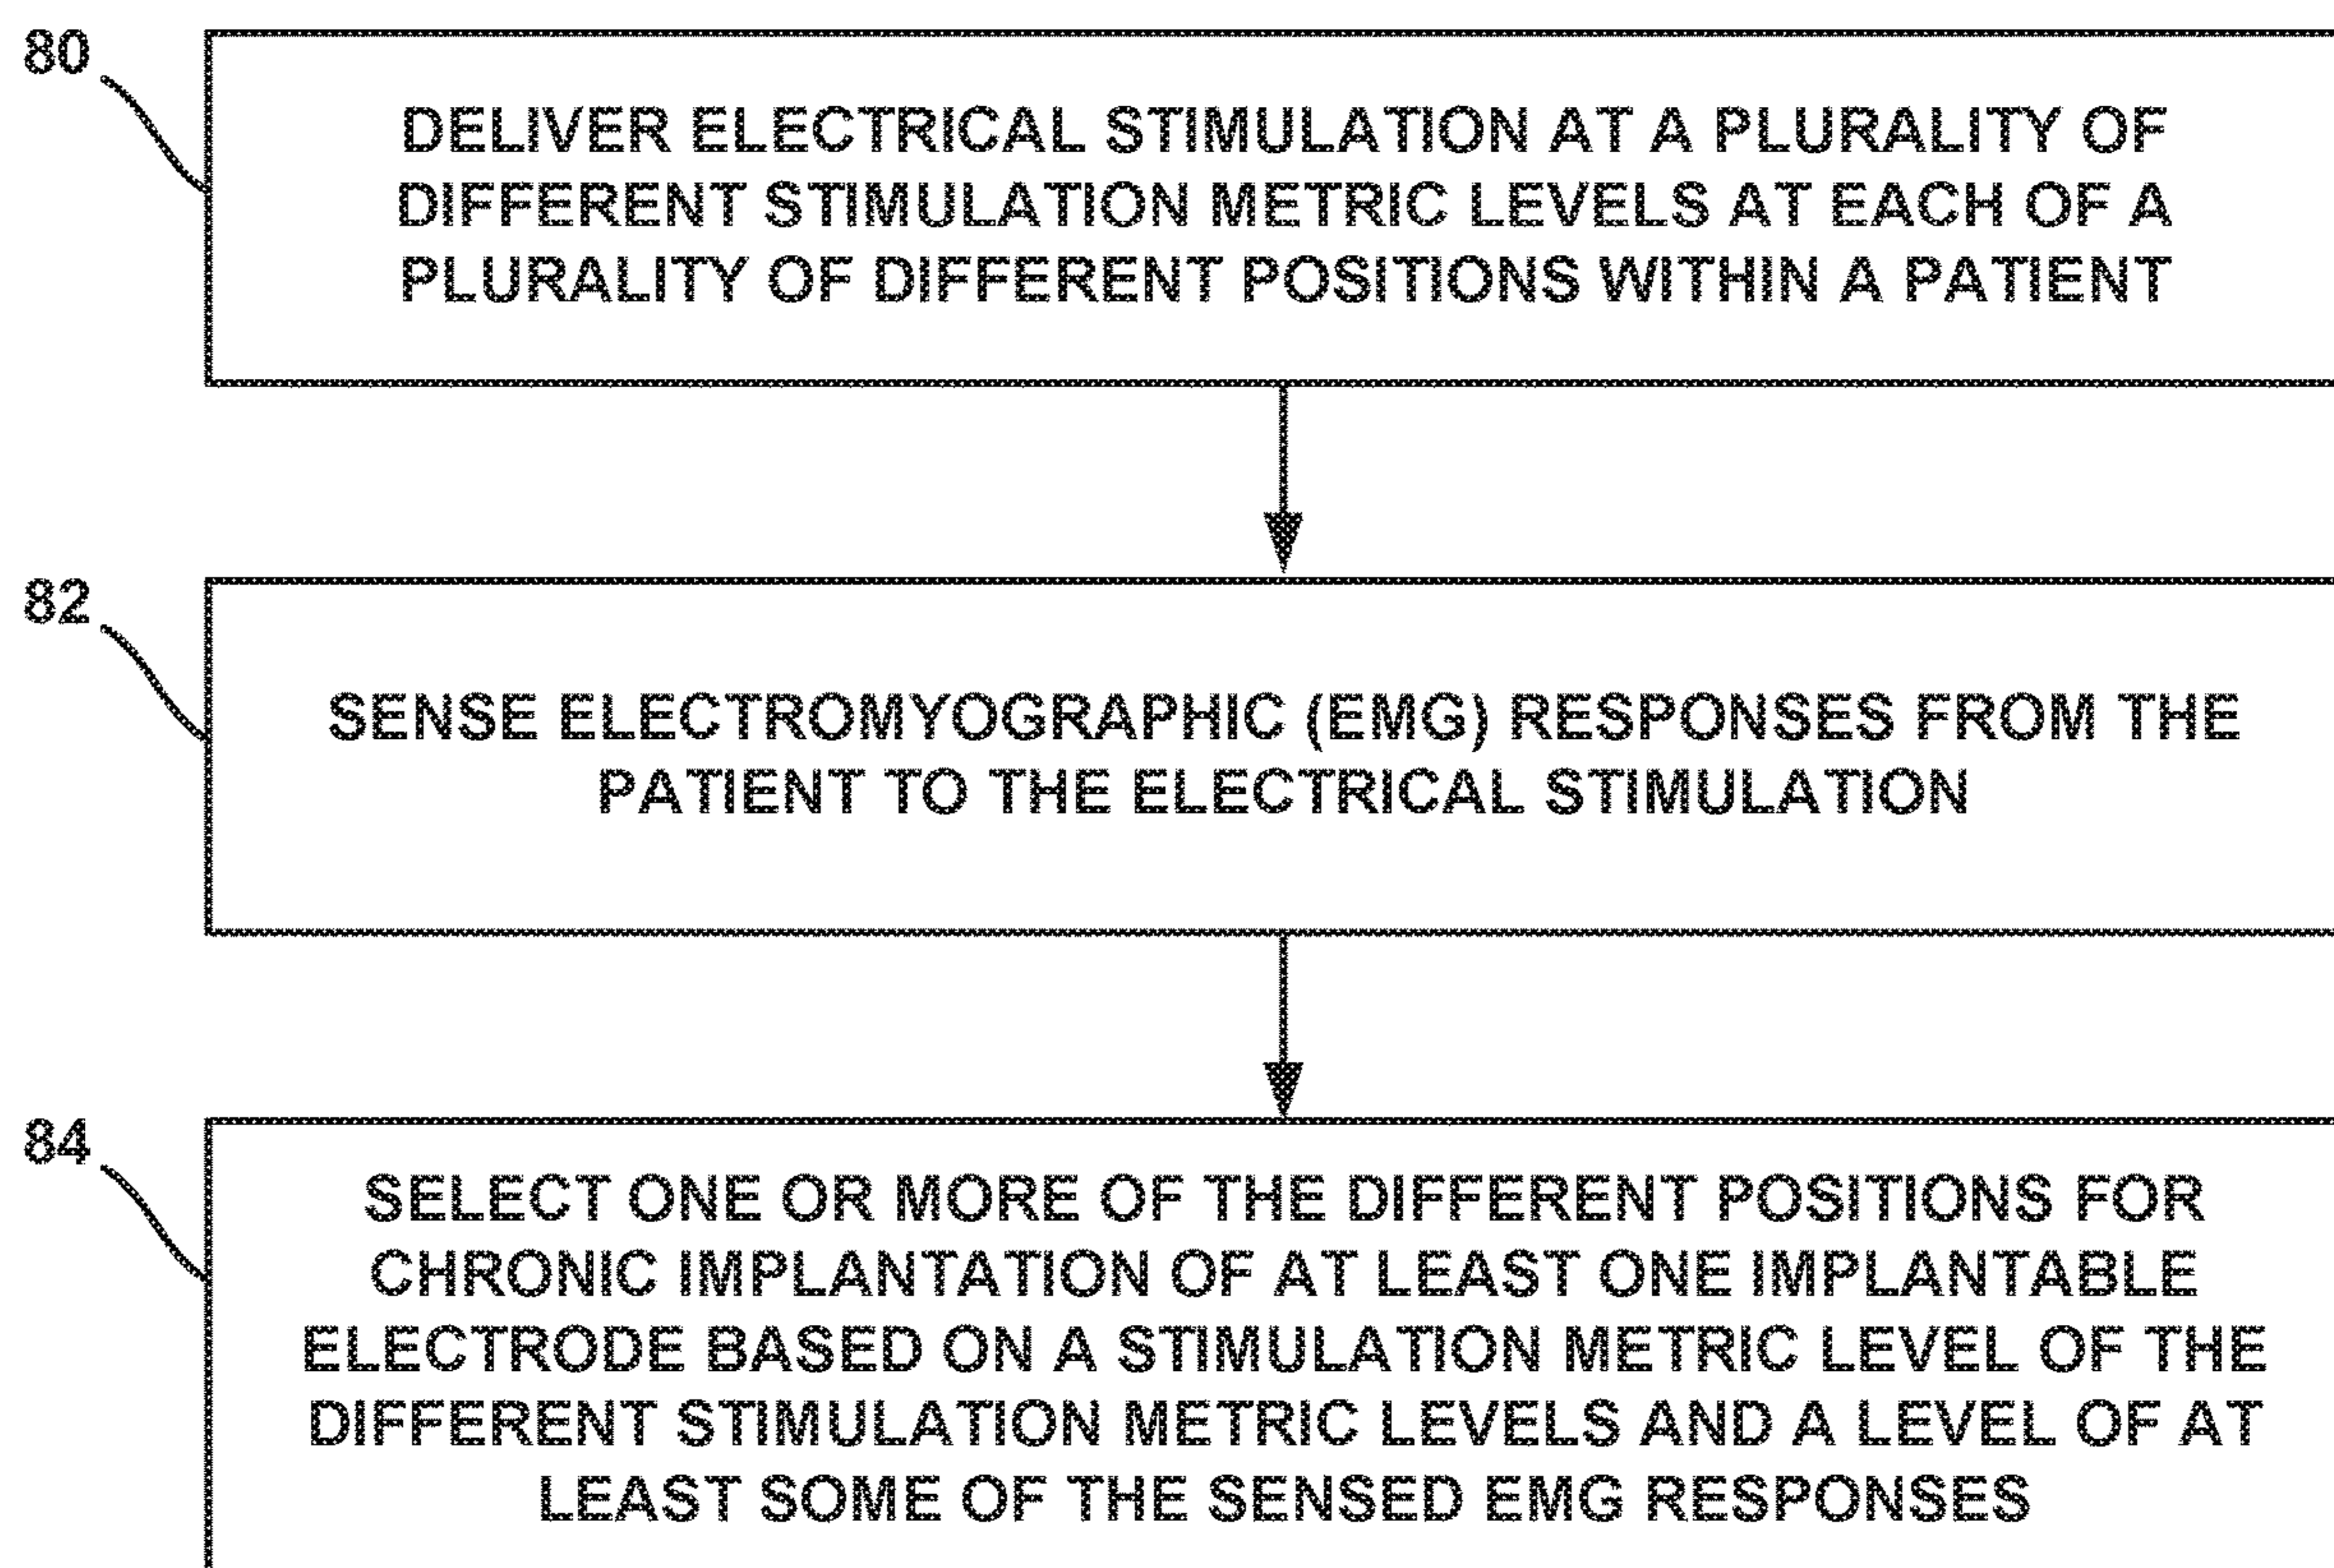 80
DELIVER ELECTRICAL STIMULATION AT A PLURALITY OF
DIFFERENT STIMULATION METRIC LEVELS AT EACH OF A
PLURALITY OF DIFFERENT POSITIONS WITHIN A PATIENT
82
SENSE ELECTROMYOGRAPHIC (EMG) RESPONSES FROM THE
PATIENT TO THE ELECTRICAL STIMULATION
84
SELECT ONE OR MORE OF THE DIFFERENT POSITIONS FOR
CHRONIC IMPLANTATION OF AT LEAST ONE IMPLANTABLE
ELECTRODE BASED ON A STIMULATION METRIC LEVEL OF THE
DIFFERENT STIMULATION METRIC LEVELS AND A LEVEL OF AT
LEAST SOME OF THE SENSED EMG RESPONSES